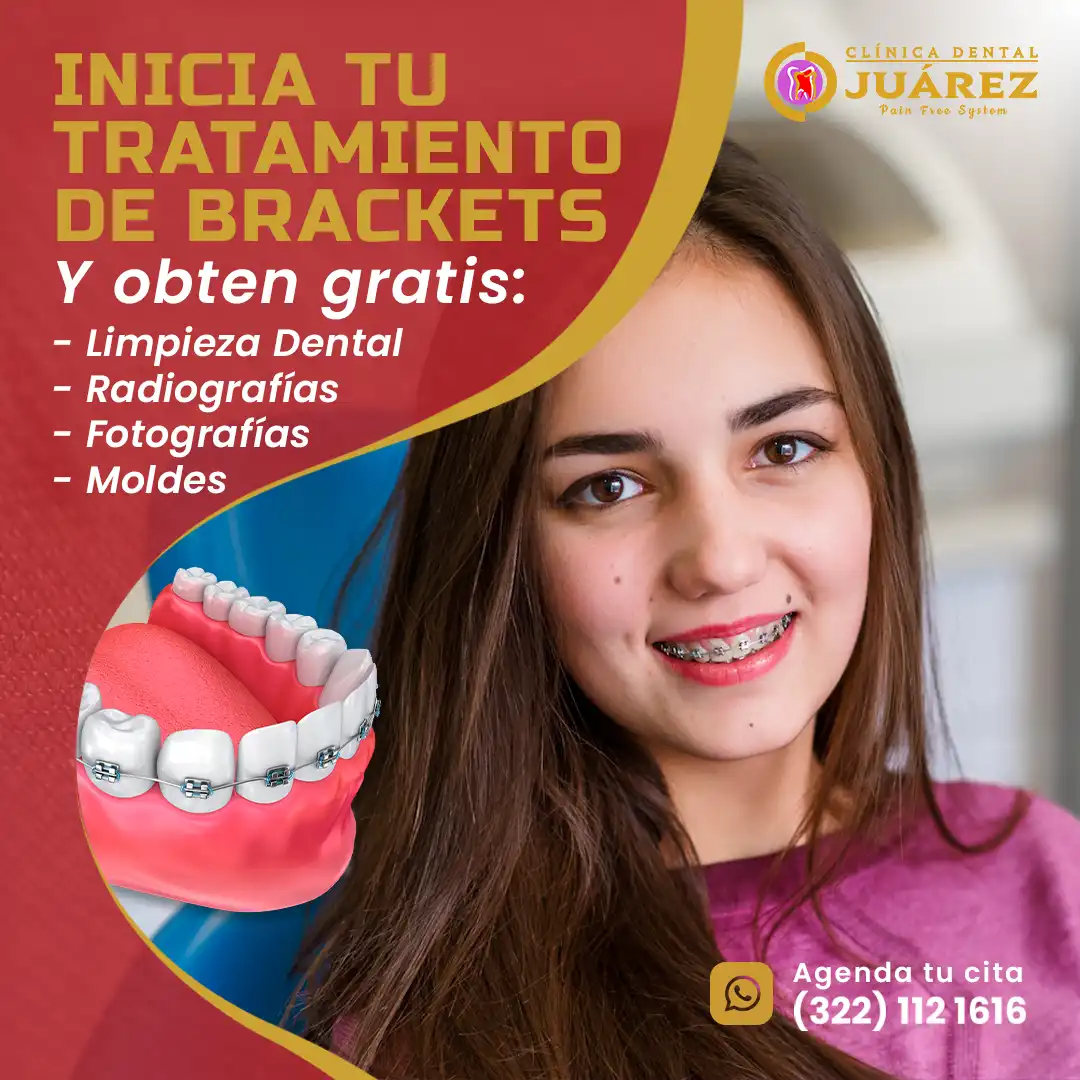 INICIA TU
TRATAMIENTO
DE BRACKETS
Y obten gratis:
- Limpieza Dental
- Radiografías
- Fotografías
- Moldes
CLÍNICA DENTAL
JUÁREZ
Pain Free System
Agenda tu cita
(322) 112 1616